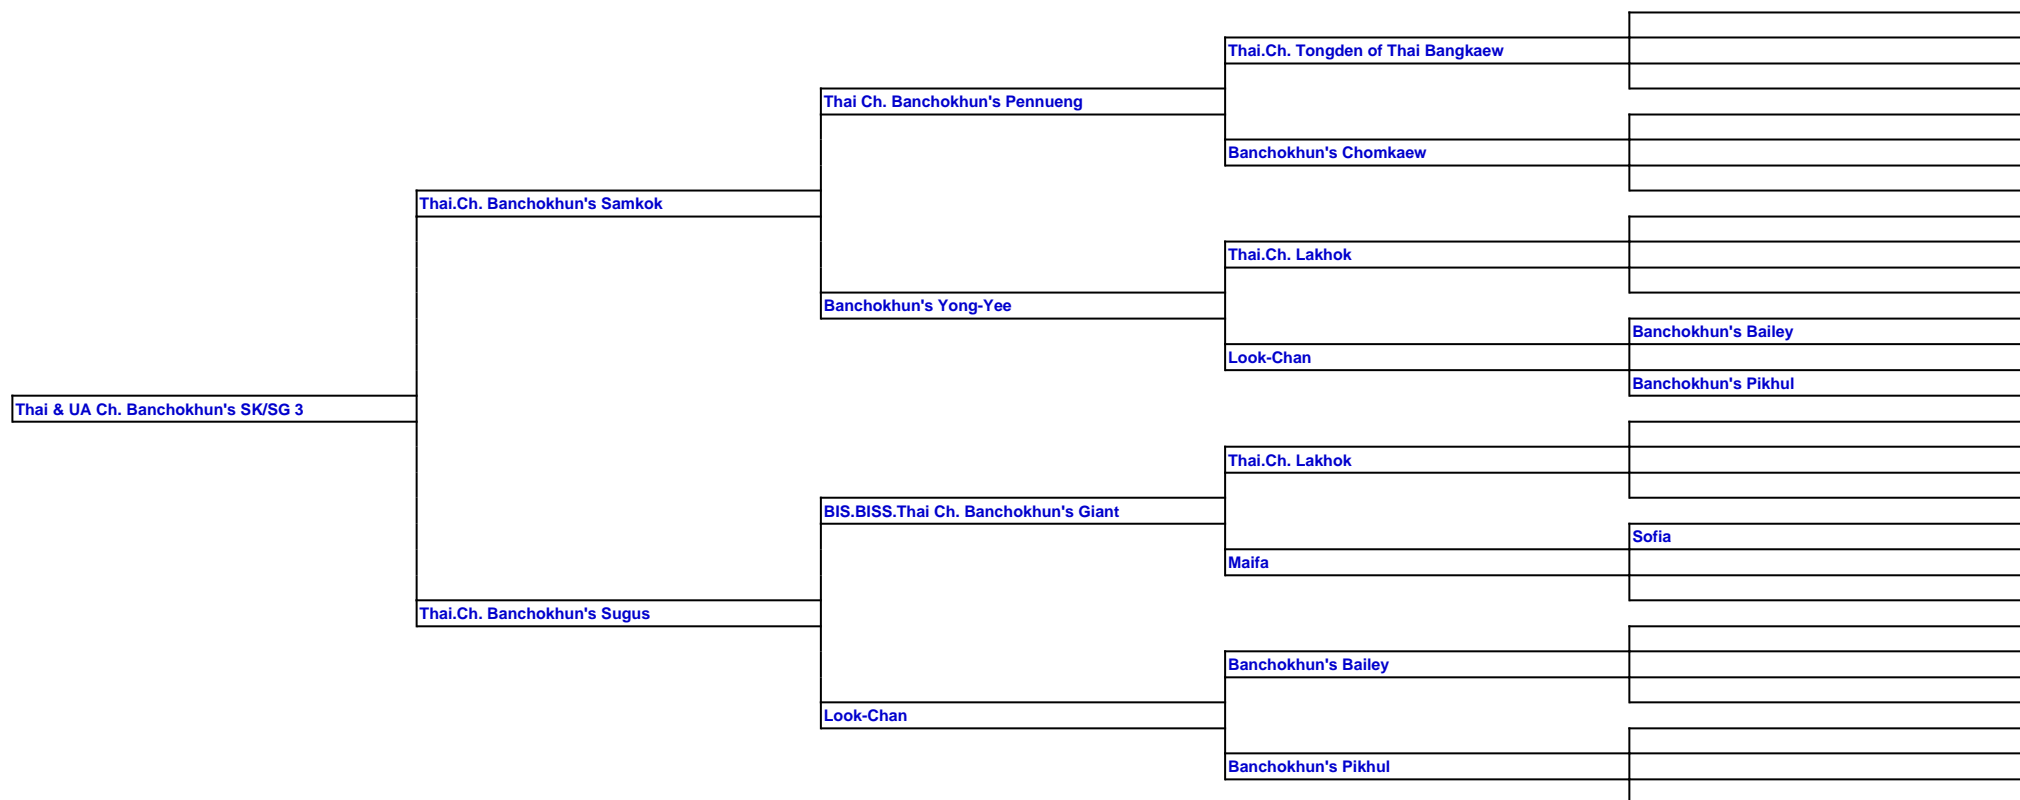 Thai.Ch. Tongden of Thai Bangkaew
Thai Ch. Banchokhun's Pennueng
Banchokhun's Chomkaew
Thai.Ch. Banchokhun's Samkok
Thai.Ch. Lakhok
Banchokhun's Yong-Yee
Banchokhun's Bailey
Look-Chan
Banchokhun's Pikhul
Thai & UA Ch. Banchokhun's SK/SG 3
Thai.Ch. Lakhok
BIS.BISS.Thai Ch. Banchokhun's Giant
Sofia
Maifa
Thai.Ch. Banchokhun's Sugus
Banchokhun's Bailey
Look-Chan
Banchokhun's Pikhul